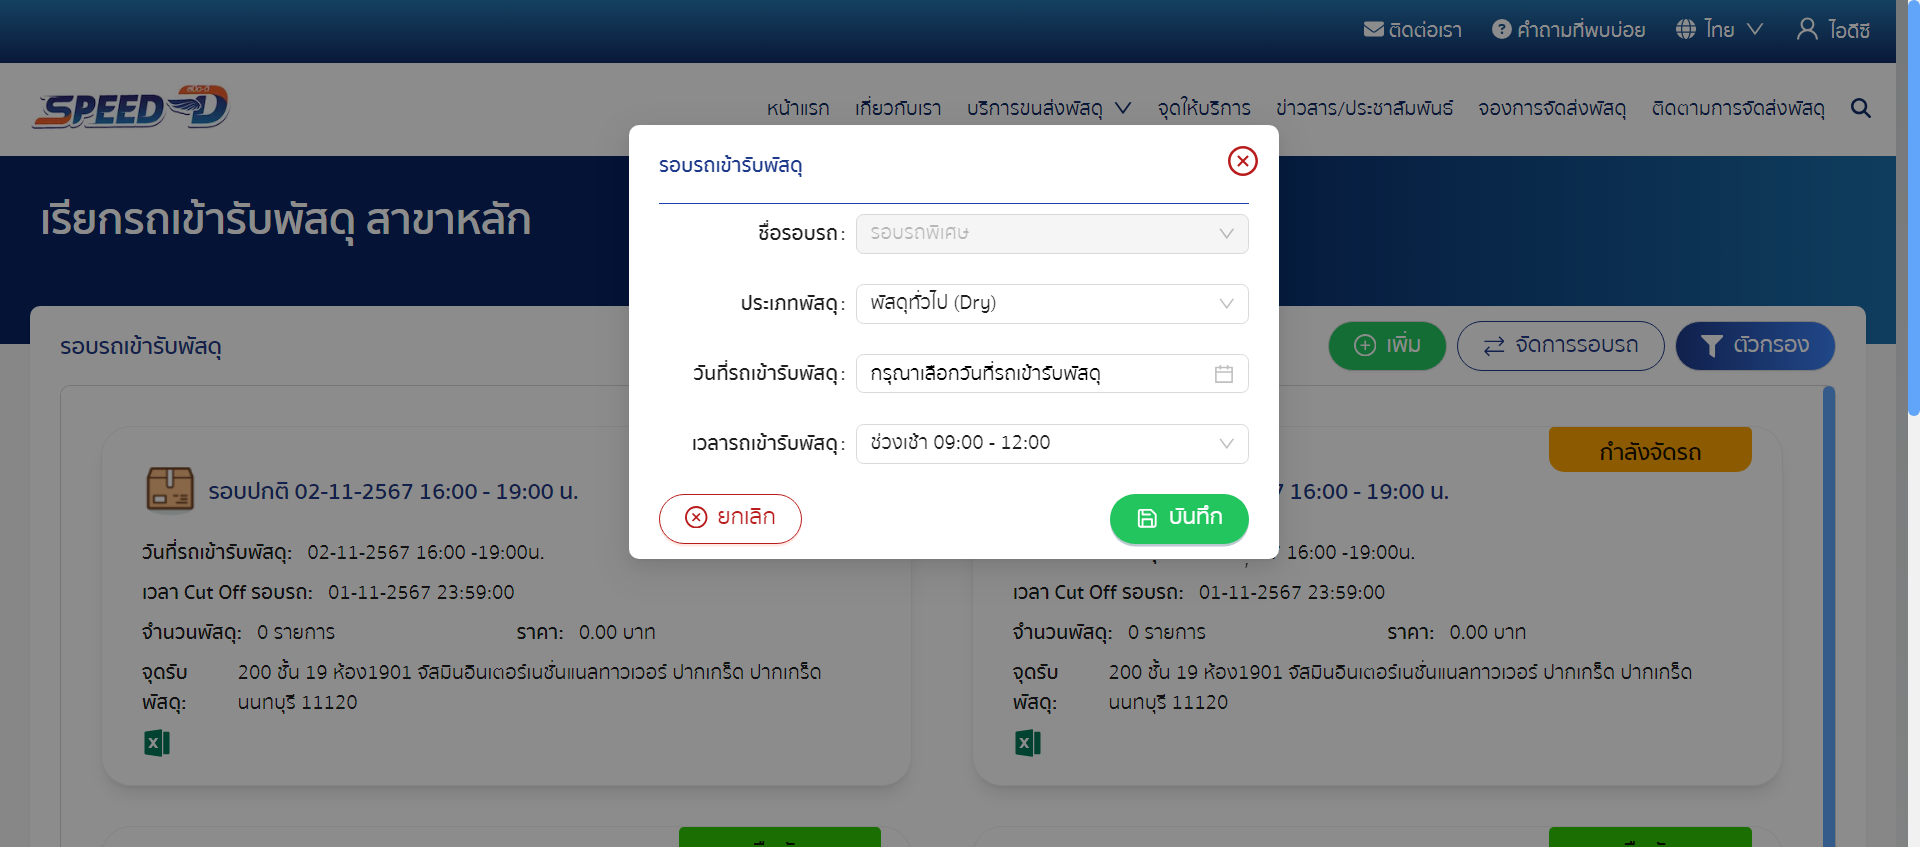 ติดต่อเรา คำถามที่พบบ่อย ไทย ไอดีซี
สปีด-ดี
SPEED-D
หน้าแรก เกี่ยวกับเรา บริการขนส่งพัสดุ จุดให้บริการ ข่าวสาร/ประชาสัมพันธ์ จองการจัดส่งพัสดุ ติดตามการจัดส่งพัสดุ
เรียกรถเข้ารับพัสดุ สาขาหลัก
รอบรถเข้ารับพัสดุ
เพิ่ม จัดการรอบรถ ตัวกรอง
รอบรถเข้ารับพัสดุ
ชื่อรอบรถ: รอบรถพิเศษ
ประเภทพัสดุ: พัสดุทั่วไป (Dry)
วันที่รถเข้ารับพัสดุ: กรุณาเลือกวันที่รถเข้ารับพัสดุ
เวลารถเข้ารับพัสดุ: ช่วงเช้า 09:00 - 12:00
ยกเลิก บันทึก
รอบปกติ 02-11-2567 16:00 - 19:00 น.
วันที่รถเข้ารับพัสดุ: 02-11-2567 16:00 -19:00น.
เวลา Cut Off รอบรถ: 01-11-2567 23:59:00
จำนวนพัสดุ: 0 รายการ ราคา: 0.00 บาท
จุดรับพัสดุ: 200 ชั้น 19 ห้อง1901 จัสมินอินเตอร์เนชั่นแนลทาวเวอร์ ปากเกร็ด ปากเกร็ด
นนทบุรี 11120
กำลังจัดรถ
16:00 - 19:00 น.
16:00 -19:00น.
เวลา Cut Off รอบรถ: 01-11-2567 23:59:00
จำนวนพัสดุ: 0 รายการ ราคา: 0.00 บาท
จุดรับพัสดุ: 200 ชั้น 19 ห้อง1901 จัสมินอินเตอร์เนชั่นแนลทาวเวอร์ ปากเกร็ด ปากเกร็ด
นนทบุรี 11120